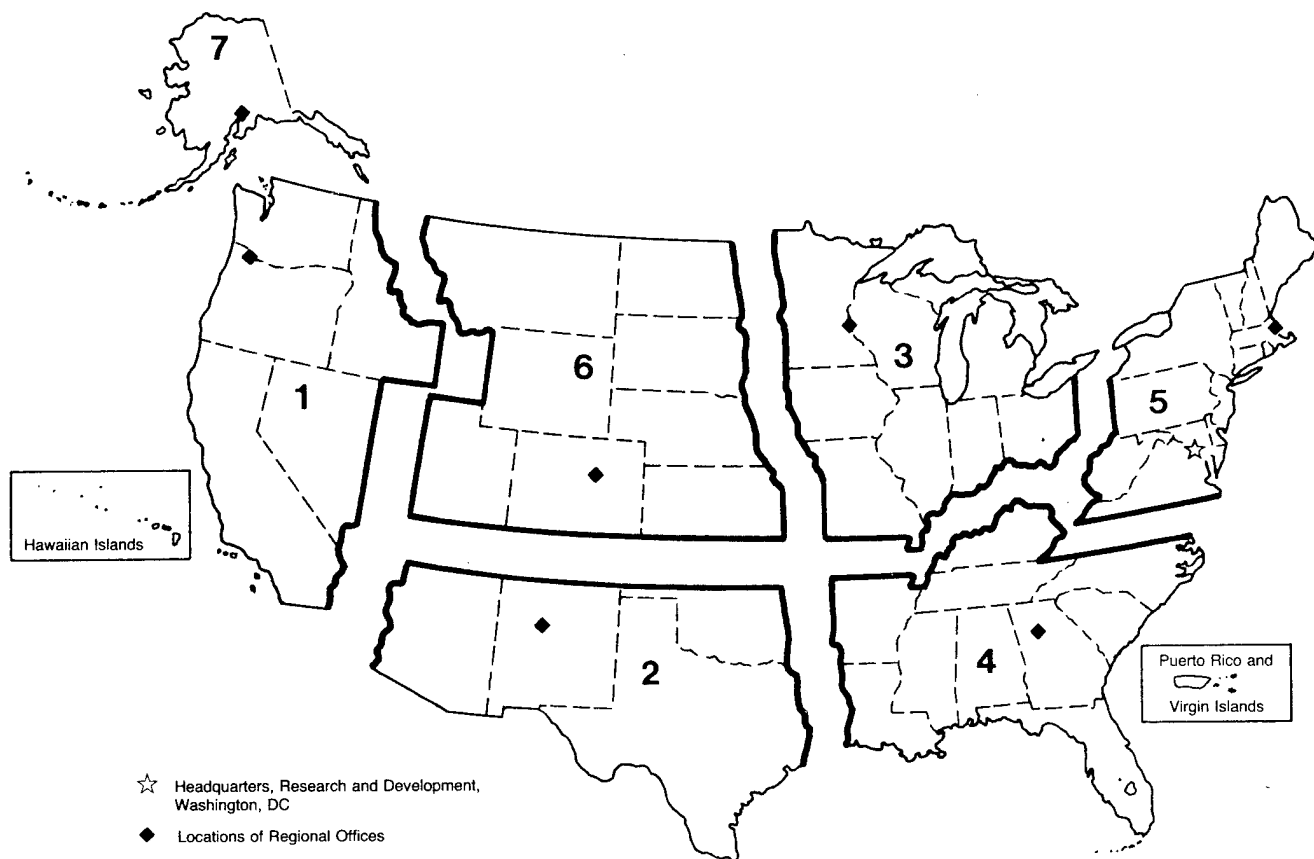 7
6
3
1
5
Hawaiian Islands
4
2
Puerto Rico and
Virgin Islands
Headquarters, Research and Development,
Washington, DC
Locations of Regional Offices